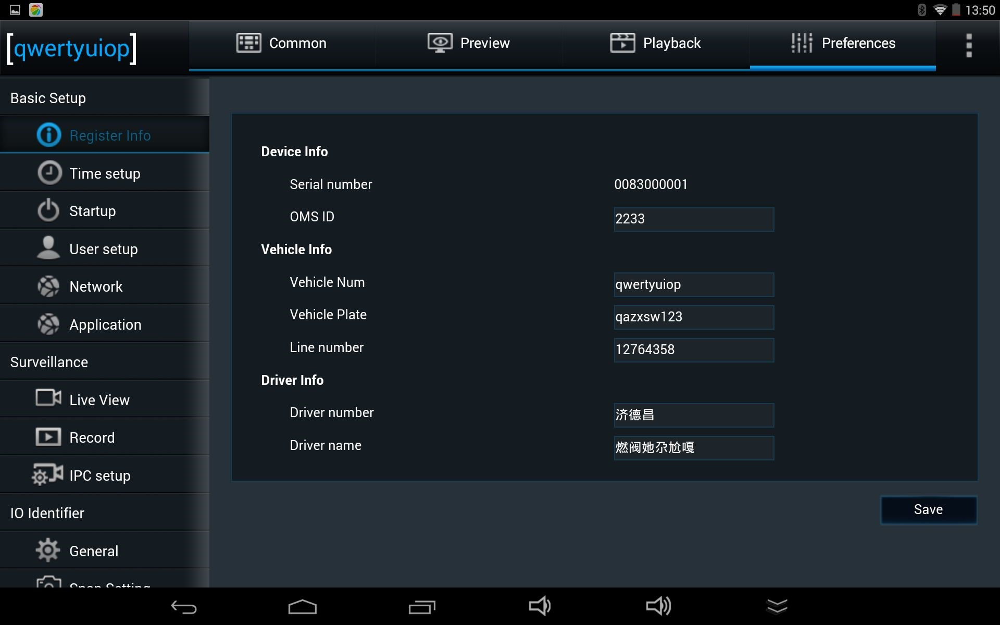 13:50
[qwertyuiop]
Common
Preview
Playback
Preferences
Basic Setup
Register Info
Time setup
Startup
User setup
Network
Application
Surveillance
Live View
Record
IPC setup
IO Identifier
General
Snap Setting
Device Info
Serial number 0083000001
OMS ID 2233
Vehicle Info
Vehicle Num qwertyuiop
Vehicle Plate qazxsw123
Line number 12764358
Driver Info
Driver number 济德昌
Driver name 燃阀她尕尬嘎
Save